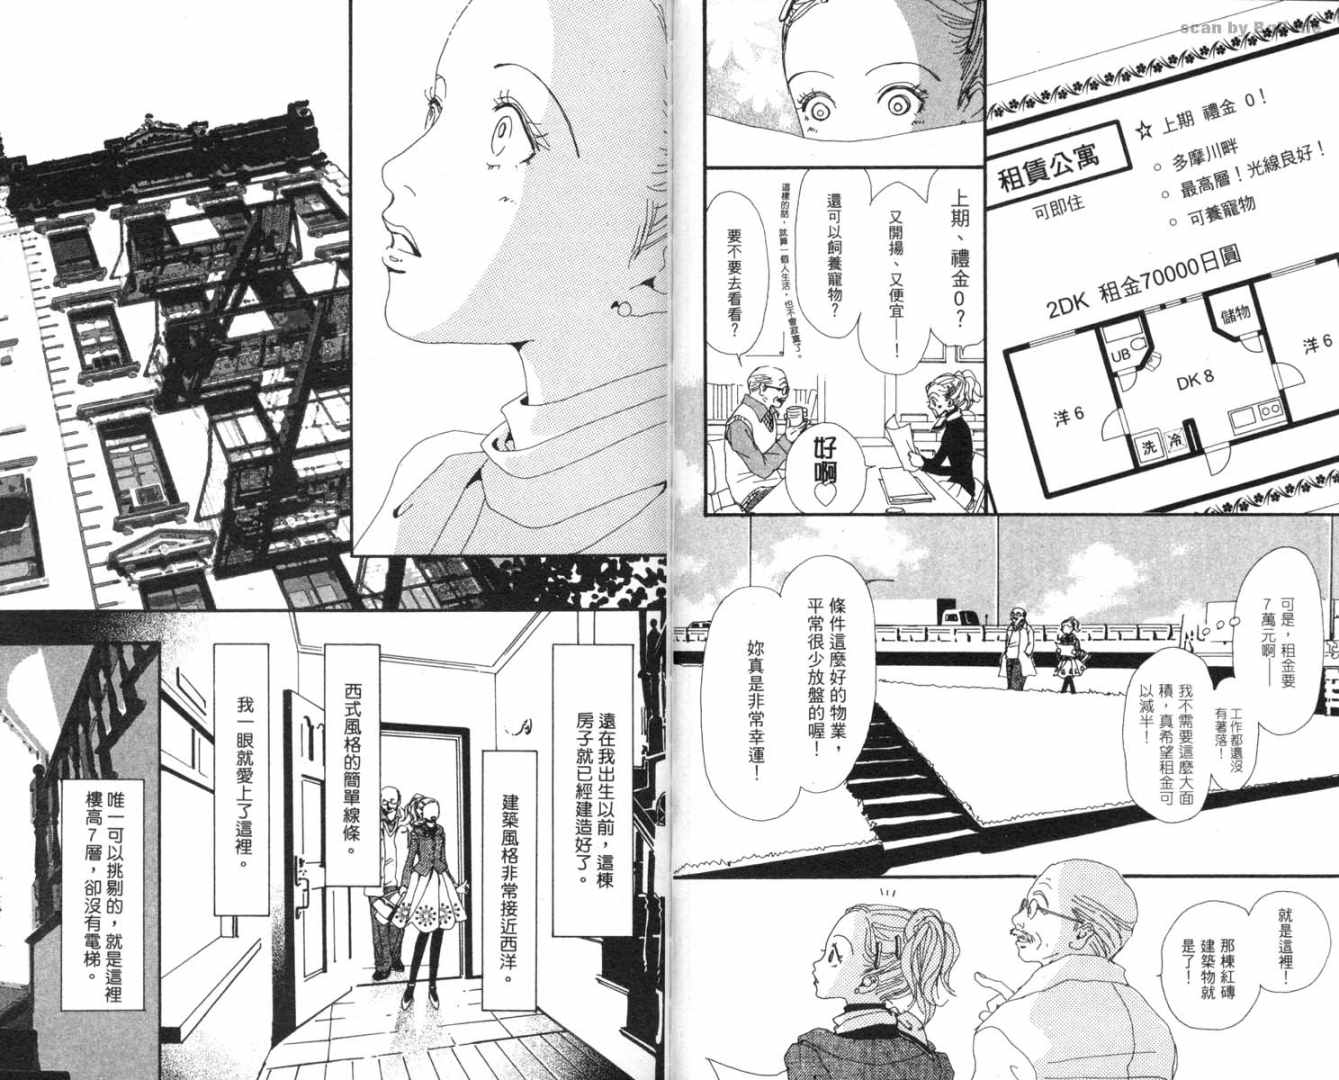 scan by
☆ 上期 禮金 0！
租賃公寓
可即住
○ 多摩川畔
○ 最高層！光線良好！
○ 可養寵物
2DK 租金70000日圓
UB
儲物
洋6
DK 8
洋6
洗
冷
上期、禮金0？
又開揚、又便宜——！
還可以飼養寵物？
這樣的話，就算一個人生活，也不會寂寞了。
要不要去看看？
好啊♡
可是，租金要
7萬元啊——
工作都還沒
有著落！
我不需要這麼大面
積，真希望租金可
以減半！
條件這麼好的物業，
平常很少放盤的喔！
妳真是非常幸運！
就是這裡！
那棟紅磚
建築物就
是了！
遠在我出生以前，這棟
房子就已經建造好了。
建築風格非常接近西洋。
西式風格的簡單線條。
我一眼就愛上了這裡。
唯一可以挑剔的，就是這裡
樓高7層，卻沒有電梯。